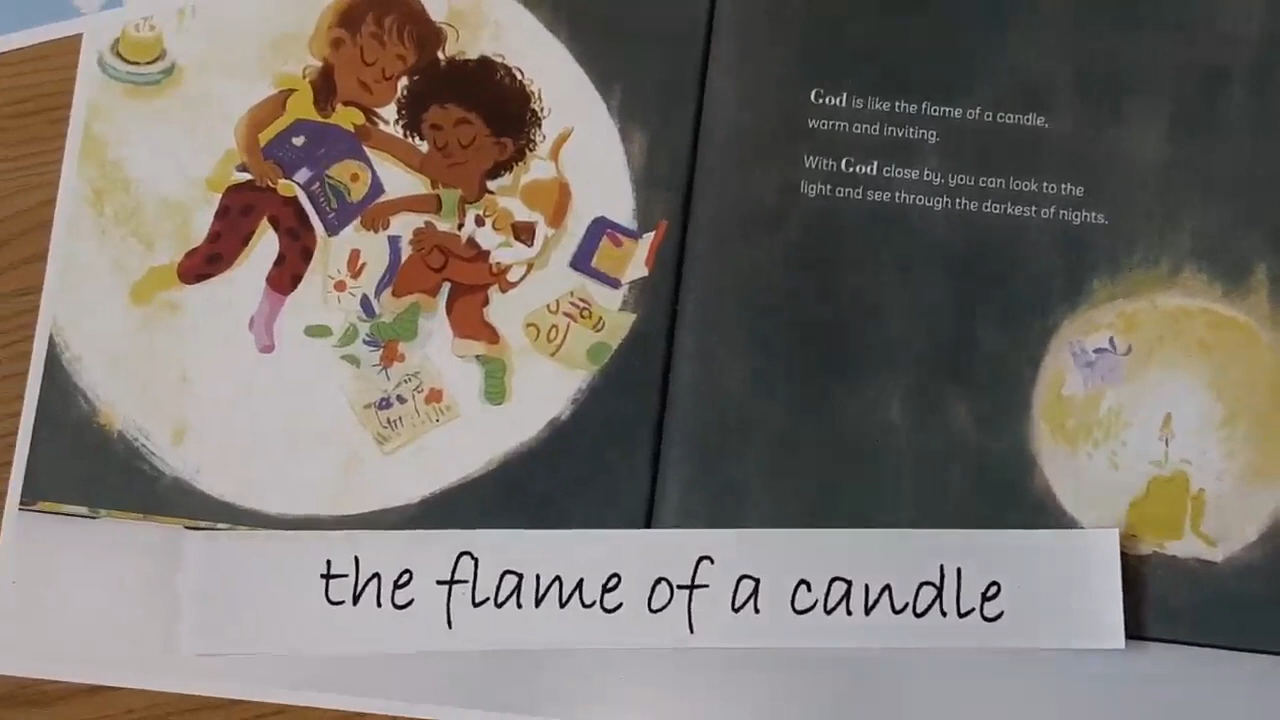 God is like the flame of a candle,
warm and inviting.
With God close by, you can look to the
light and see through the darkest of nights.
the flame of a candle